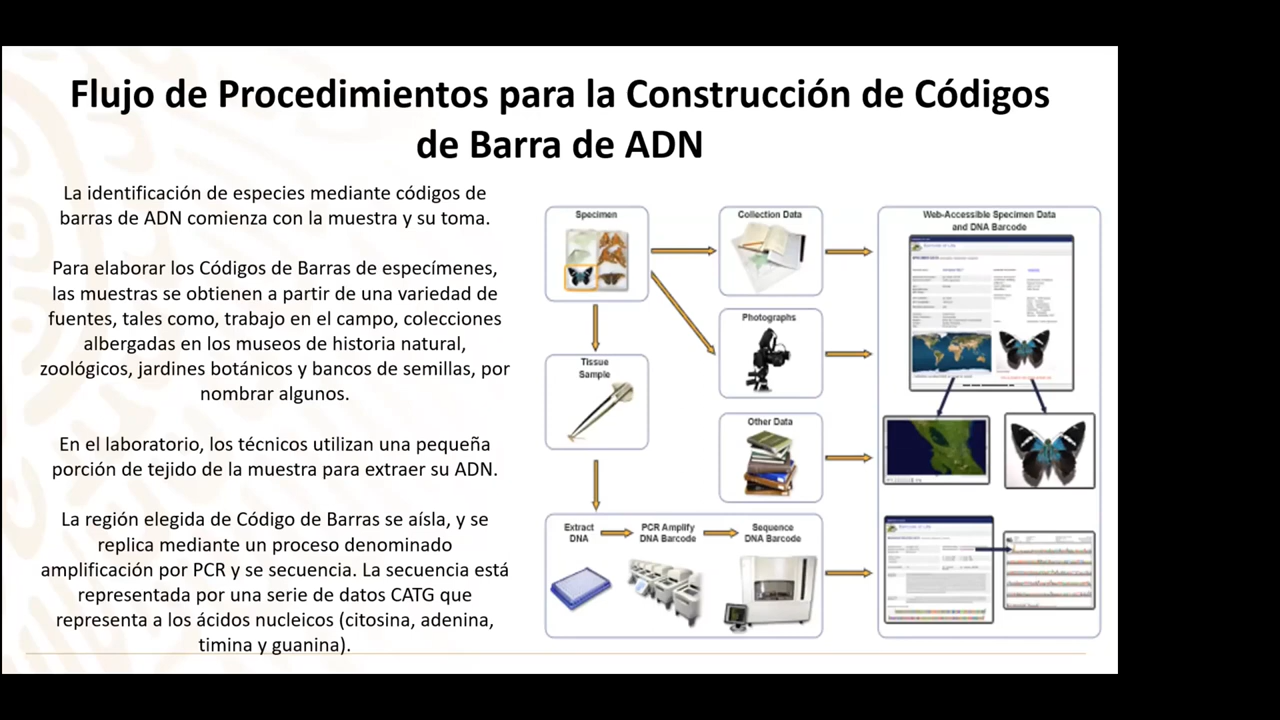 Flujo de Procedimientos para la Construcción de Códigos
de Barra de ADN
La identificación de especies mediante códigos de
barras de ADN comienza con la muestra y su toma.
Para elaborar los Códigos de Barras de especímenes,
las muestras se obtienen a partir de una variedad de
fuentes, tales como, trabajo en el campo, colecciones
albergadas en los museos de historia natural,
zoológicos, jardines botánicos y bancos de semillas, por
nombrar algunos.
En el laboratorio, los técnicos utilizan una pequeña
porción de tejido de la muestra para extraer su ADN.
La región elegida de Código de Barras se aísla, y se
replica mediante un proceso denominado
amplificación por PCR y se secuencia. La secuencia está
representada por una serie de datos CATG que
representa a los ácidos nucleicos (citosina, adenina,
timina y guanina).
Specimen
Collection Data
Web-Accessible Specimen Data
and DNA Barcode
Photographs
Tissue
Sample
Other Data
Extract
DNA
PCR Amplify
DNA Barcode
Sequence
DNA Barcode